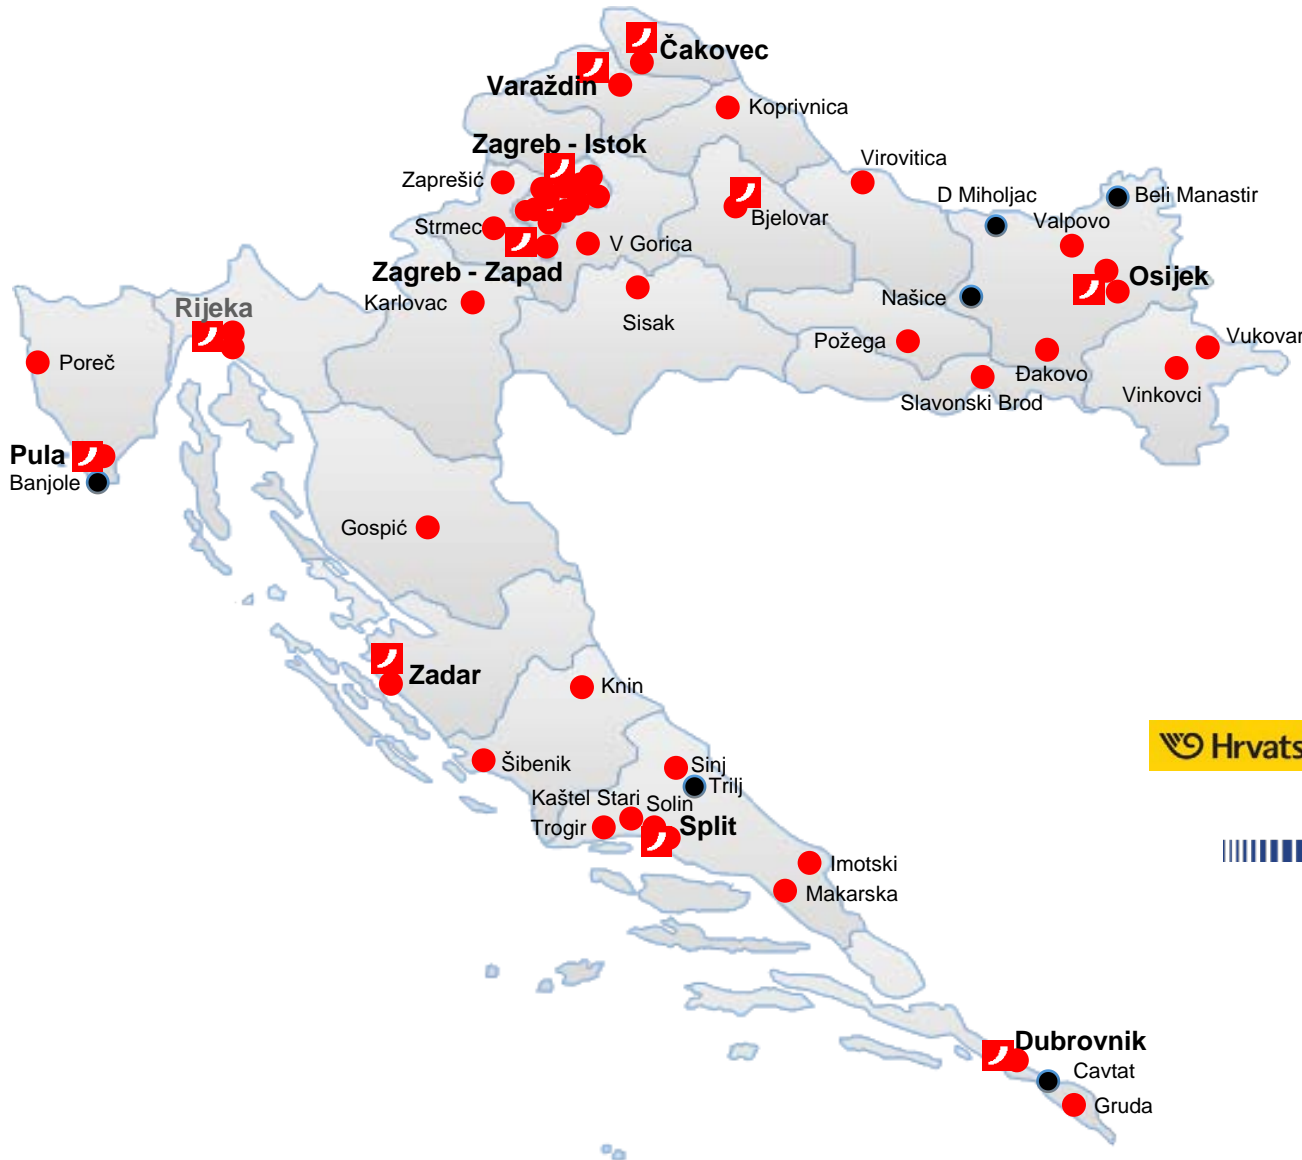 Čakovec
Varaždin
Koprivnica
Zagreb - Istok
Zaprešić
Virovitica
D Miholjac
Beli Manastir
Bjelovar
Valpovo
Strmec
V Gorica
Zagreb - Zapad
Osijek
Karlovac
Našice
Rijeka
Sisak
Požega
Vukovar
Poreč
Đakovo
Vinkovci
Slavonski Brod
Pula
Banjole
Gospić
Zadar
Knin
Hrvats
Šibenik
Sinj
Trilj
Kaštel Stari
Solin
Trogir
Split
Imotski
Makarska
Dubrovnik
Cavtat
Gruda